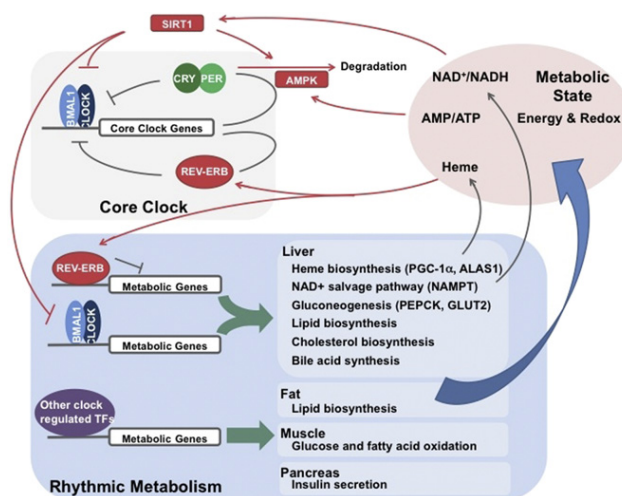 SIRT1
CRY PER
AMPK
Degradation
BMAL1
CLOCK
Core Clock Genes
REV-ERB
Core Clock
NAD⁺/NADH
Metabolic
State
AMP/ATP
Energy & Redox
Heme
REV-ERB
Metabolic Genes
BMAL1
CLOCK
Metabolic Genes
Other clock
regulated TFs
Metabolic Genes
Rhythmic Metabolism
Liver
Heme biosynthesis (PGC-1α, ALAS1)
NAD+ salvage pathway (NAMPT)
Gluconeogenesis (PEPCK, GLUT2)
Lipid biosynthesis
Cholesterol biosynthesis
Bile acid synthesis
Fat
Lipid biosynthesis
Muscle
Glucose and fatty acid oxidation
Pancreas
Insulin secretion